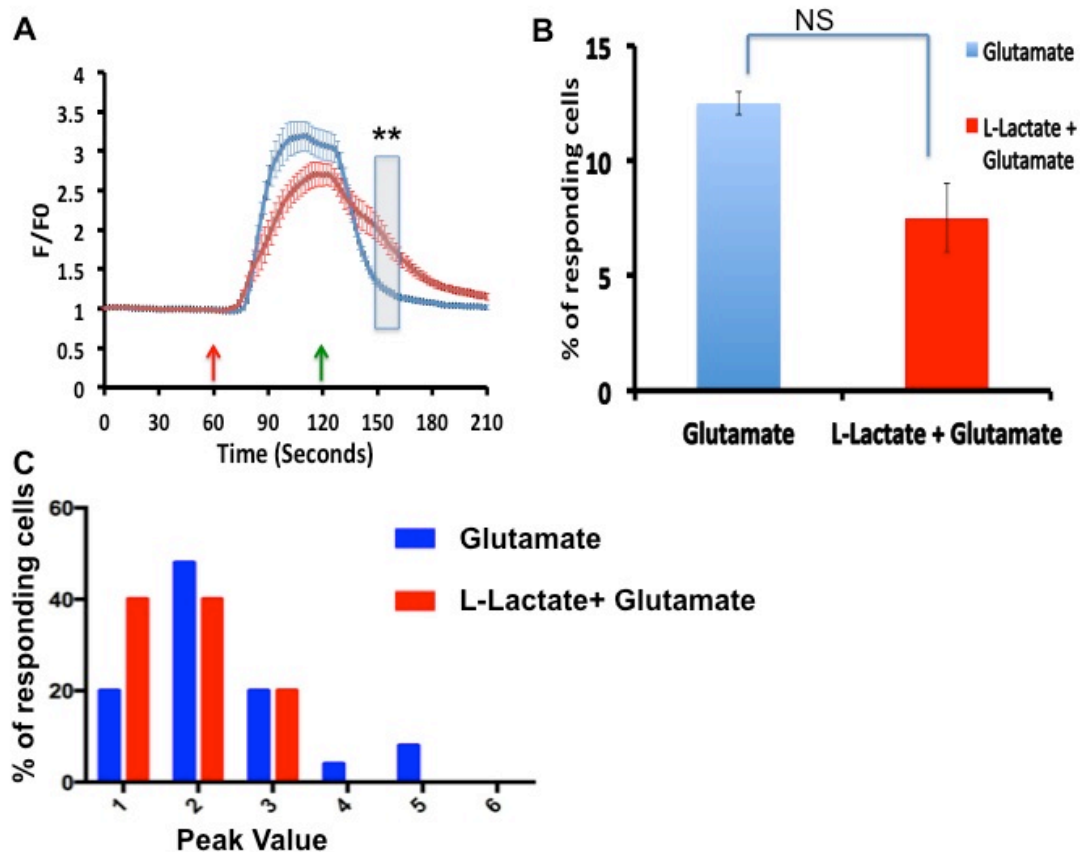 A
F/F0
4
3.5
3
2.5
2
1.5
1
0.5
0
**
0 30 60 90 120 150 180 210
Time (Seconds)
B
% of responding cells
15
10
5
0
NS
Glutamate
L-Lactate +
Glutamate
Glutamate L-Lactate + Glutamate
C
% of responding cells
60
40
20
0
Glutamate
L-Lactate+ Glutamate
1 2 3 4 5 6
Peak Value